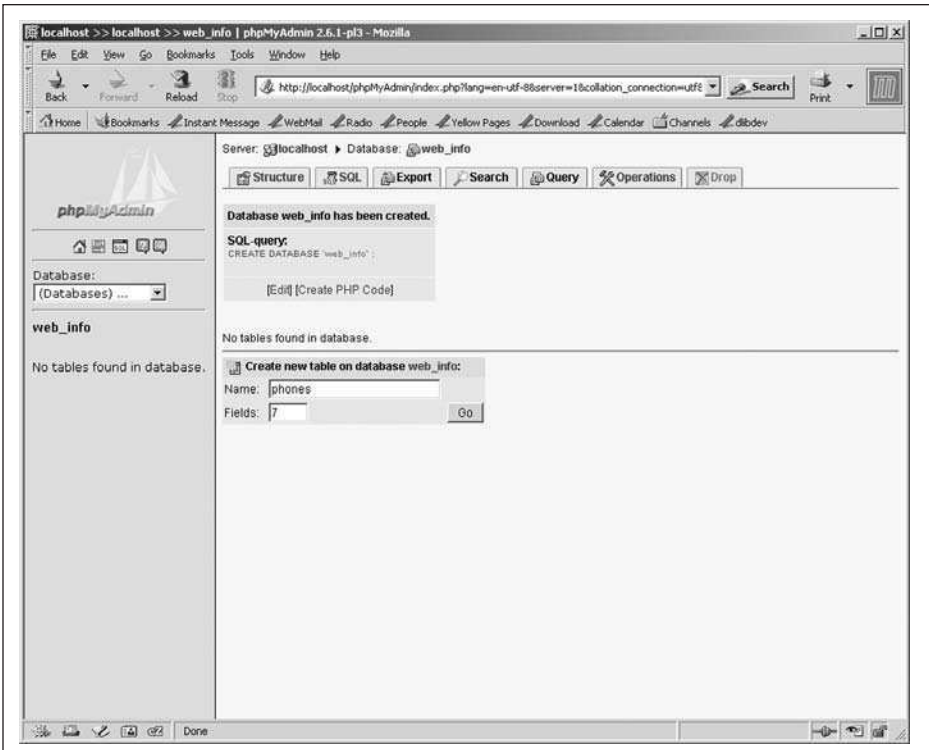 localhost >> localhost >> web_info | phpMyAdmin 2.6.1-pl3 - Mozilla
File Edit View Go Bookmarks Tools Window Help
Back Forward Reload Stop http://localhost/phpMyAdmin/index.php?lang=en-utf-8&server=1&collation_connection=utf8 Search Print
Home Bookmarks Instant Message WebMail Radio People Yellow Pages Download Calendar Channels dibdev
phpMyAdmin
Database:
(Databases) ...
web_info
No tables found in database.
Server: localhost Database: web_info
Structure SQL Export Search Query Operations Drop
Database web_info has been created.
SQL-query:
CREATE DATABASE `web_info` ;
[Edit] [Create PHP Code]
No tables found in database.
Create new table on database web_info:
Name: phones
Fields: 7 Go
Done